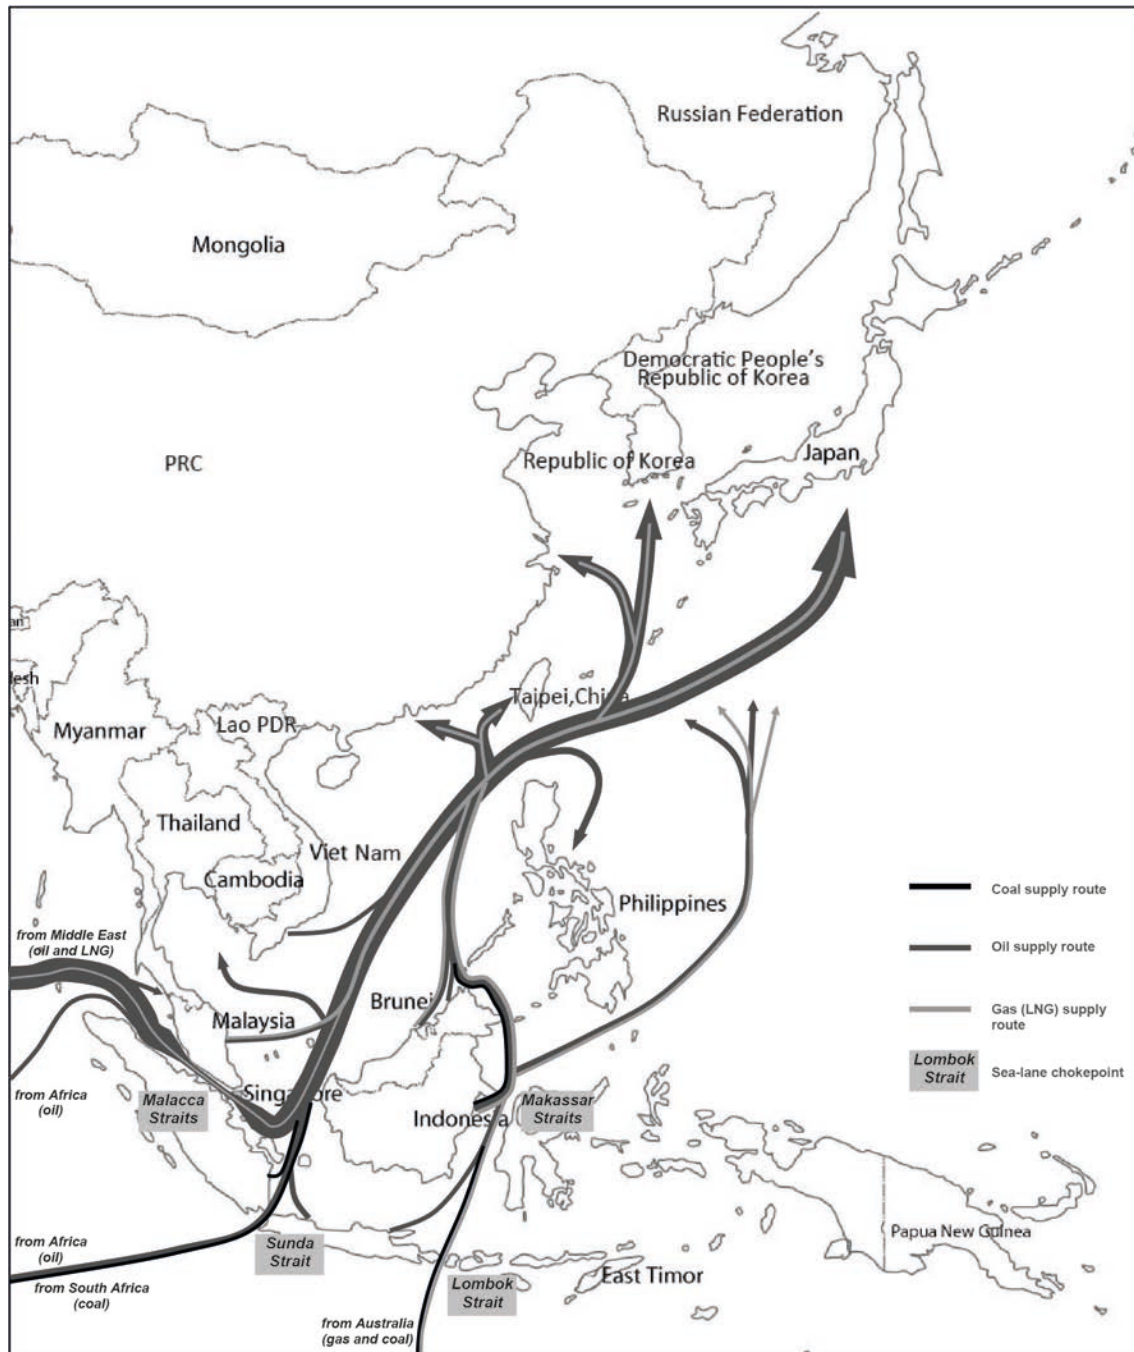 Russian Federation
Mongolia
Democratic People's
Republic of Korea
PRC
Republic of Korea
Japan
an
lesh
Myanmar
Lao PDR
Taipei,China
Thailand
Viet Nam
Cambodia
Philippines
from Middle East
(oil and LNG)
Brunei
Malaysia
from Africa
(oil)
Malacca
Straits
Singapore
Indonesia
Makassar
Straits
from Africa
(oil)
from South Africa
(coal)
Sunda
Strait
Lombok
Strait
East Timor
Papua New Guinea
from Australia
(gas and coal)
Coal supply route
Oil supply route
Gas (LNG) supply
route
Lombok
Strait
Sea-lane chokepoint